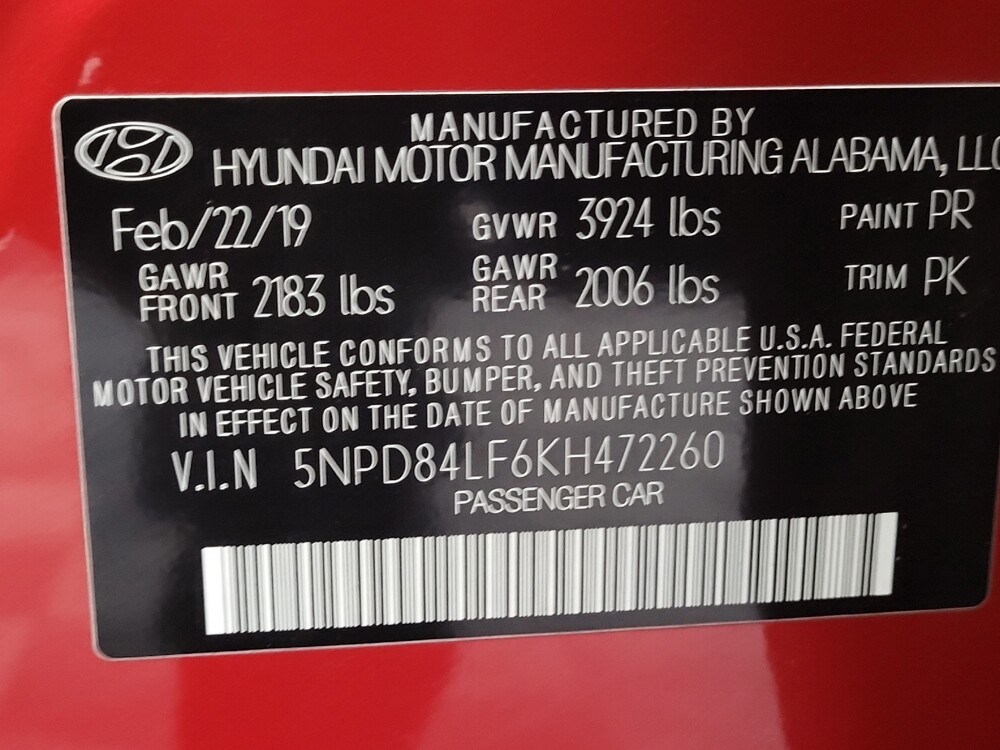 MANUFACTURED BY
HYUNDAI MOTOR MANUFACTURING ALABAMA, LLC
Feb/22/19 GVWR 3924 lbs PAINT PR
GAWR FRONT 2183 lbs GAWR REAR 2006 lbs TRIM PK
THIS VEHICLE CONFORMS TO ALL APPLICABLE U.S.A. FEDERAL
MOTOR VEHICLE SAFETY, BUMPER, AND THEFT PREVENTION STANDARDS
IN EFFECT ON THE DATE OF MANUFACTURE SHOWN ABOVE
V.I.N 5NPD84LF6KH472260
PASSENGER CAR